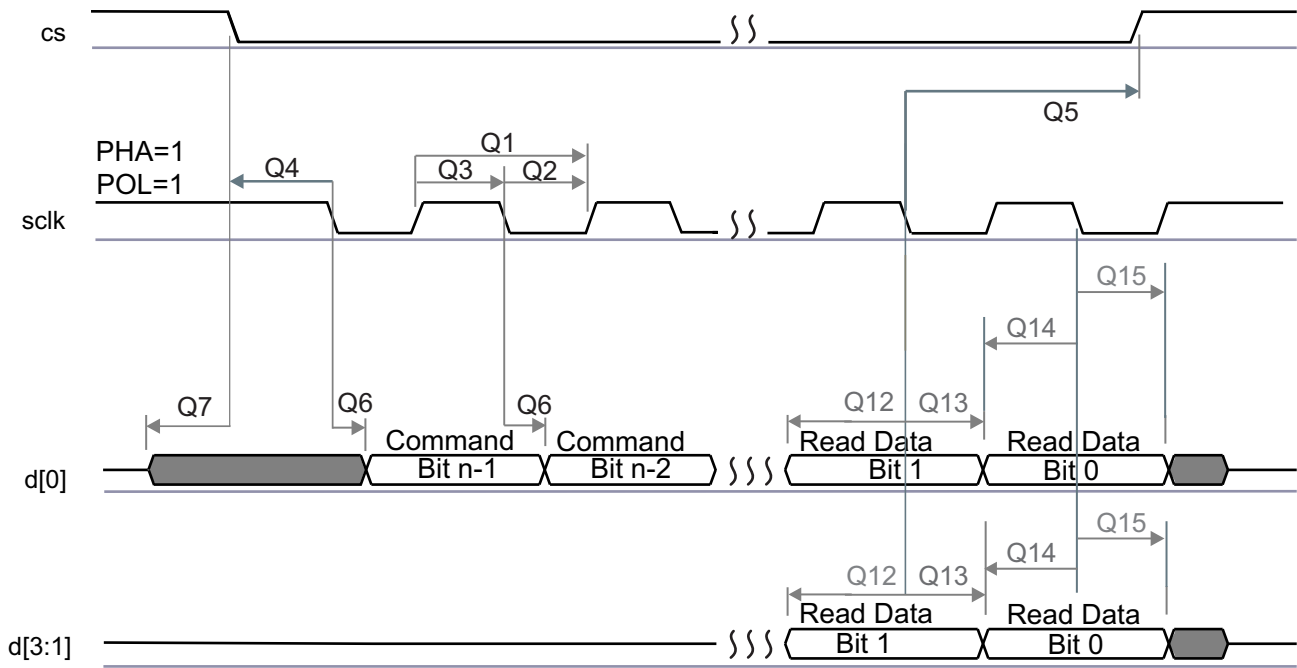 cs
Q5
PHA=1
POL=1
Q4
Q1
Q3
Q2
sclk
Q15
Q14
Q7
Q6
Q6
Q12
Q13
Command
Command
Read Data
Read Data
d[0]
Bit n-1
Bit n-2
Bit 1
Bit 0
Q15
Q14
Q12
Q13
Read Data
Read Data
d[3:1]
Bit 1
Bit 0